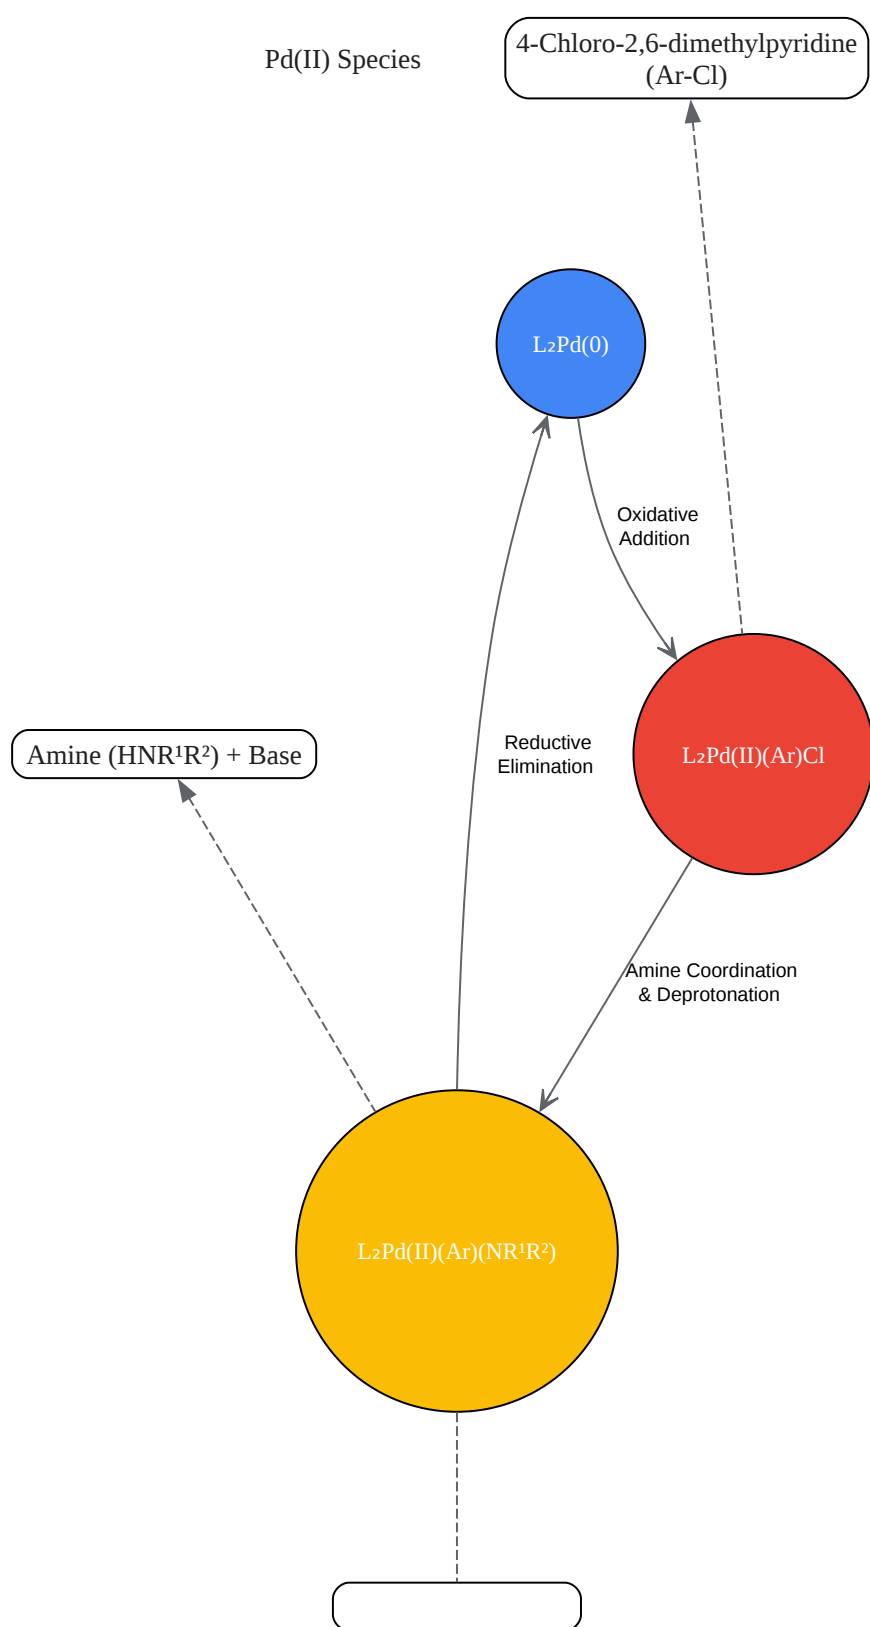 Pd(II) Species
4-Chloro-2,6-dimethylpyridine
(Ar-Cl)
L₂Pd(0)
Oxidative
Addition
Reductive
Elimination
L₂Pd(II)(Ar)Cl
Amine (HNR¹R²) + Base
Amine Coordination
& Deprotonation
L₂Pd(II)(Ar)(NR¹R²)